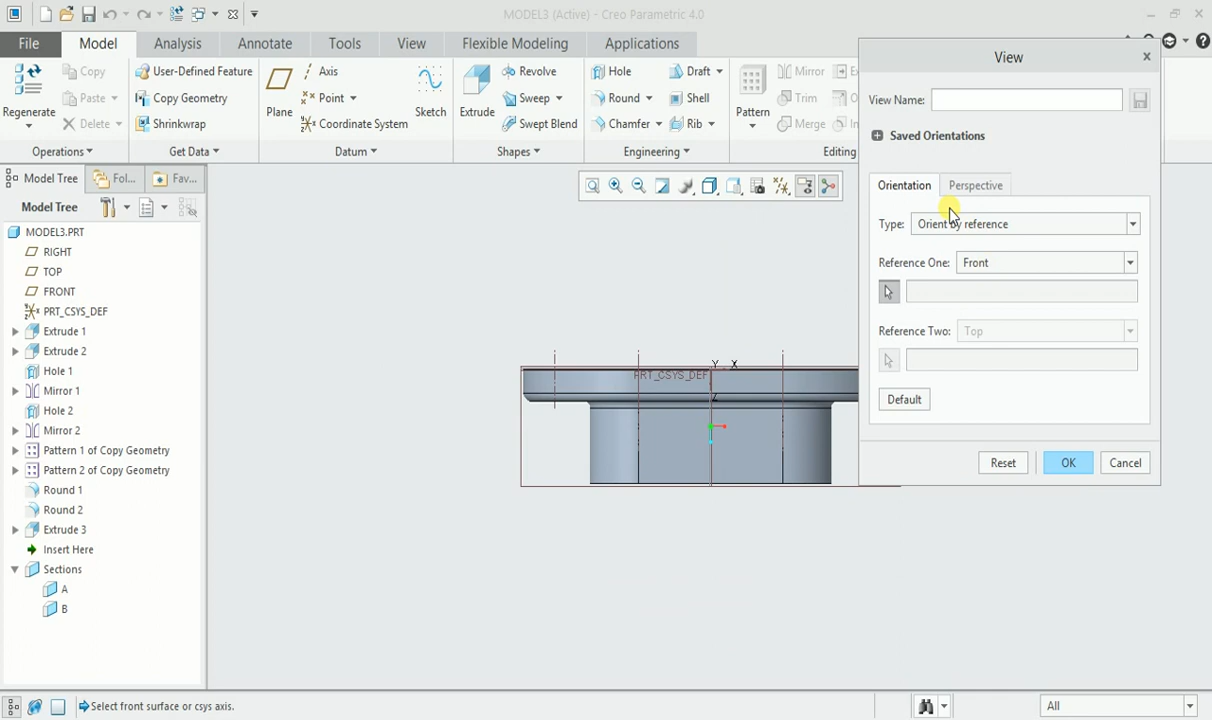 MODEL3 (Active) - Creo Parametric 4.0
File
Model
Analysis
Annotate
Tools
View
Flexible Modeling
Applications
Regenerate
Copy
Paste
Delete
Operations
User-Defined Feature
Copy Geometry
Shrinkwrap
Get Data
Plane
Axis
Point
Coordinate System
Sketch
Datum
Extrude
Revolve
Sweep
Swept Blend
Shapes
Hole
Round
Chamfer
Draft
Shell
Rib
Engineering
Pattern
Mirror
Trim
Merge
Editing
Model Tree
Fol...
Fav...
Model Tree
MODEL3.PRT
RIGHT
TOP
FRONT
PRT_CSYS_DEF
Extrude 1
Extrude 2
Hole 1
Mirror 1
Hole 2
Mirror 2
Pattern 1 of Copy Geometry
Pattern 2 of Copy Geometry
Round 1
Round 2
Extrude 3
Insert Here
Sections
A
B
Y X
PRT_CSYS_DEF
Z
View
View Name:
Saved Orientations
Orientation
Perspective
Type: Orient by reference
Reference One: Front
Reference Two: Top
Default
Reset
OK
Cancel
Select front surface or csys axis.
All